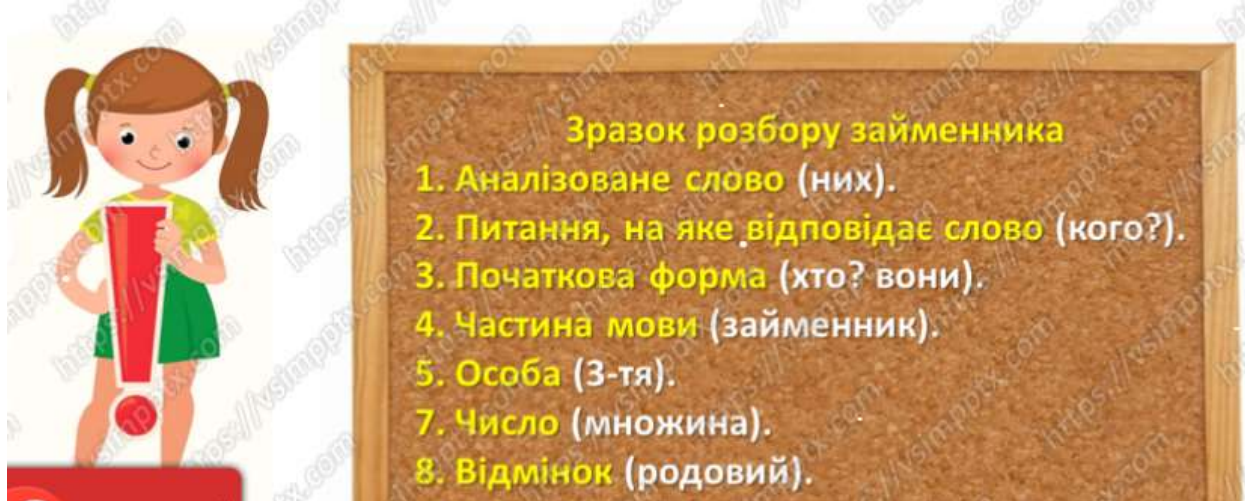 Зразок розбору займенника
1. Аналізоване слово (них).
2. Питання, на яке відповідає слово (кого?).
3. Початкова форма (хто? вони).
4. Частина мови (займенник).
5. Особа (3-тя).
7. Число (множина).
8. Відмінок (родовий).